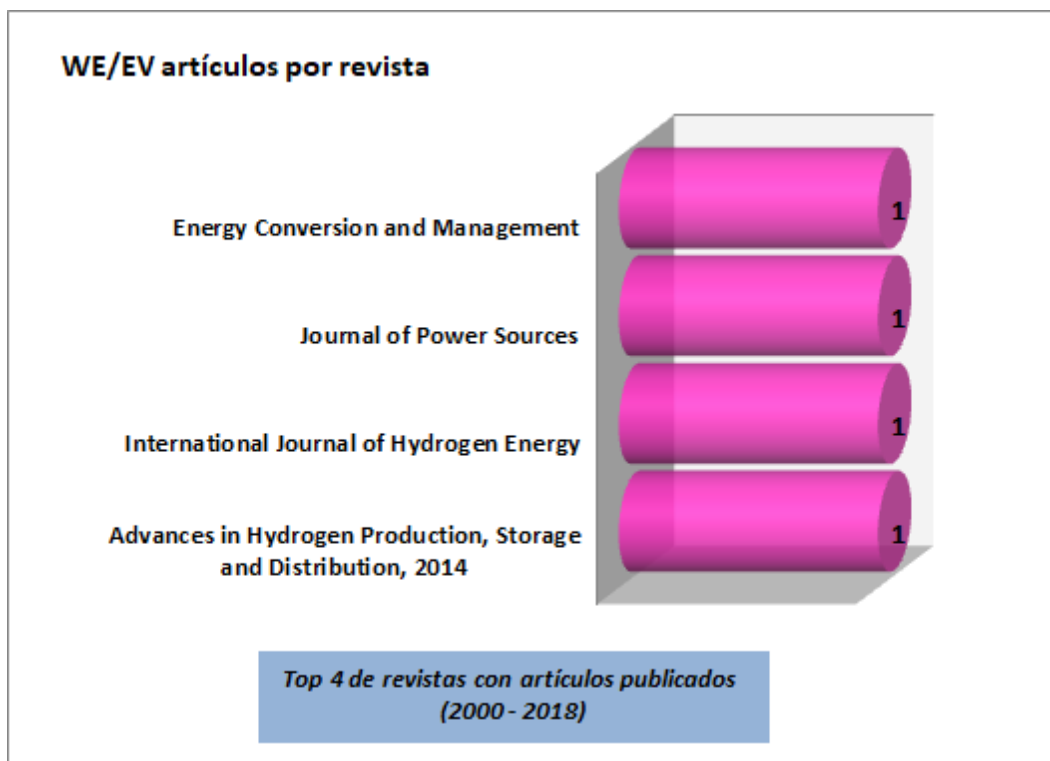 WE/EV artículos por revista
Energy Conversion and Management
1
Journal of Power Sources
1
International Journal of Hydrogen Energy
1
Advances in Hydrogen Production, Storage
and Distribution, 2014
1
Top 4 de revistas con artículos publicados
(2000 - 2018)